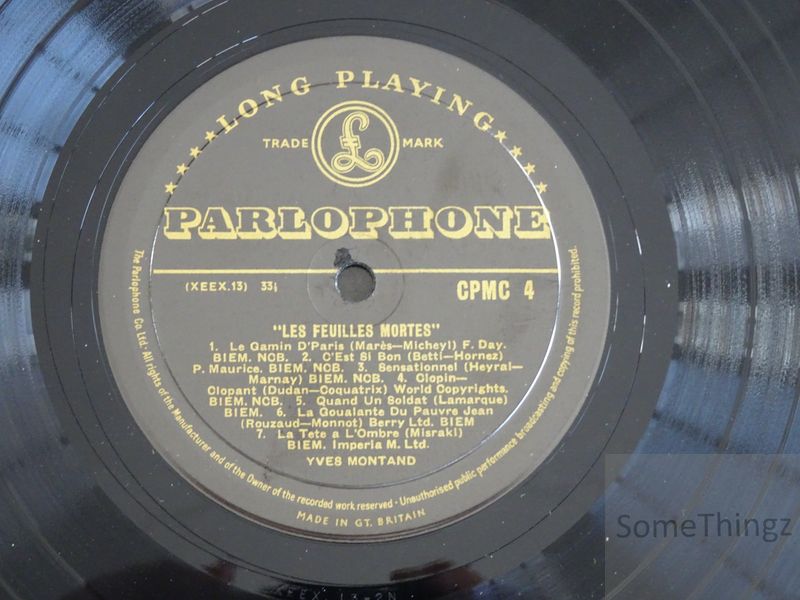 LONG PLAYING
TRADE MARK
£
PARLOPHONE
(XEEX.13) 33⅓
CPMC 4
"LES FEUILLES MORTES"
1. Le Gamin D'Paris (Marès—Micheyl) F. Day.
BIEM. NCB. 2. C'Est Si Bon (Betti—Hornez)
P. Maurice. BIEM. NCB. 3. Sensationnel (Heyral—
Marnay) BIEM. NCB. 4. Clopin—
Clopant (Dudan—Coquatrix) World Copyrights.
BIEM. NCB. 5. Quand Un Soldat (Lamarque)
BIEM. 6. La Goualante Du Pauvre Jean
(Rouzaud—Monnot) Berry Ltd. BIEM
7. La Tete a L'Ombre (Misraki)
BIEM. Imperia M. Ltd.
YVES MONTAND
The Parlophone Co. Ltd. All rights of the Manufacturer and of the Owner of the recorded work reserved - Unauthorised public performance broadcasting and copying of this record prohibited.
MADE IN GT. BRITAIN
XEEX 13-2N
SomeThingz